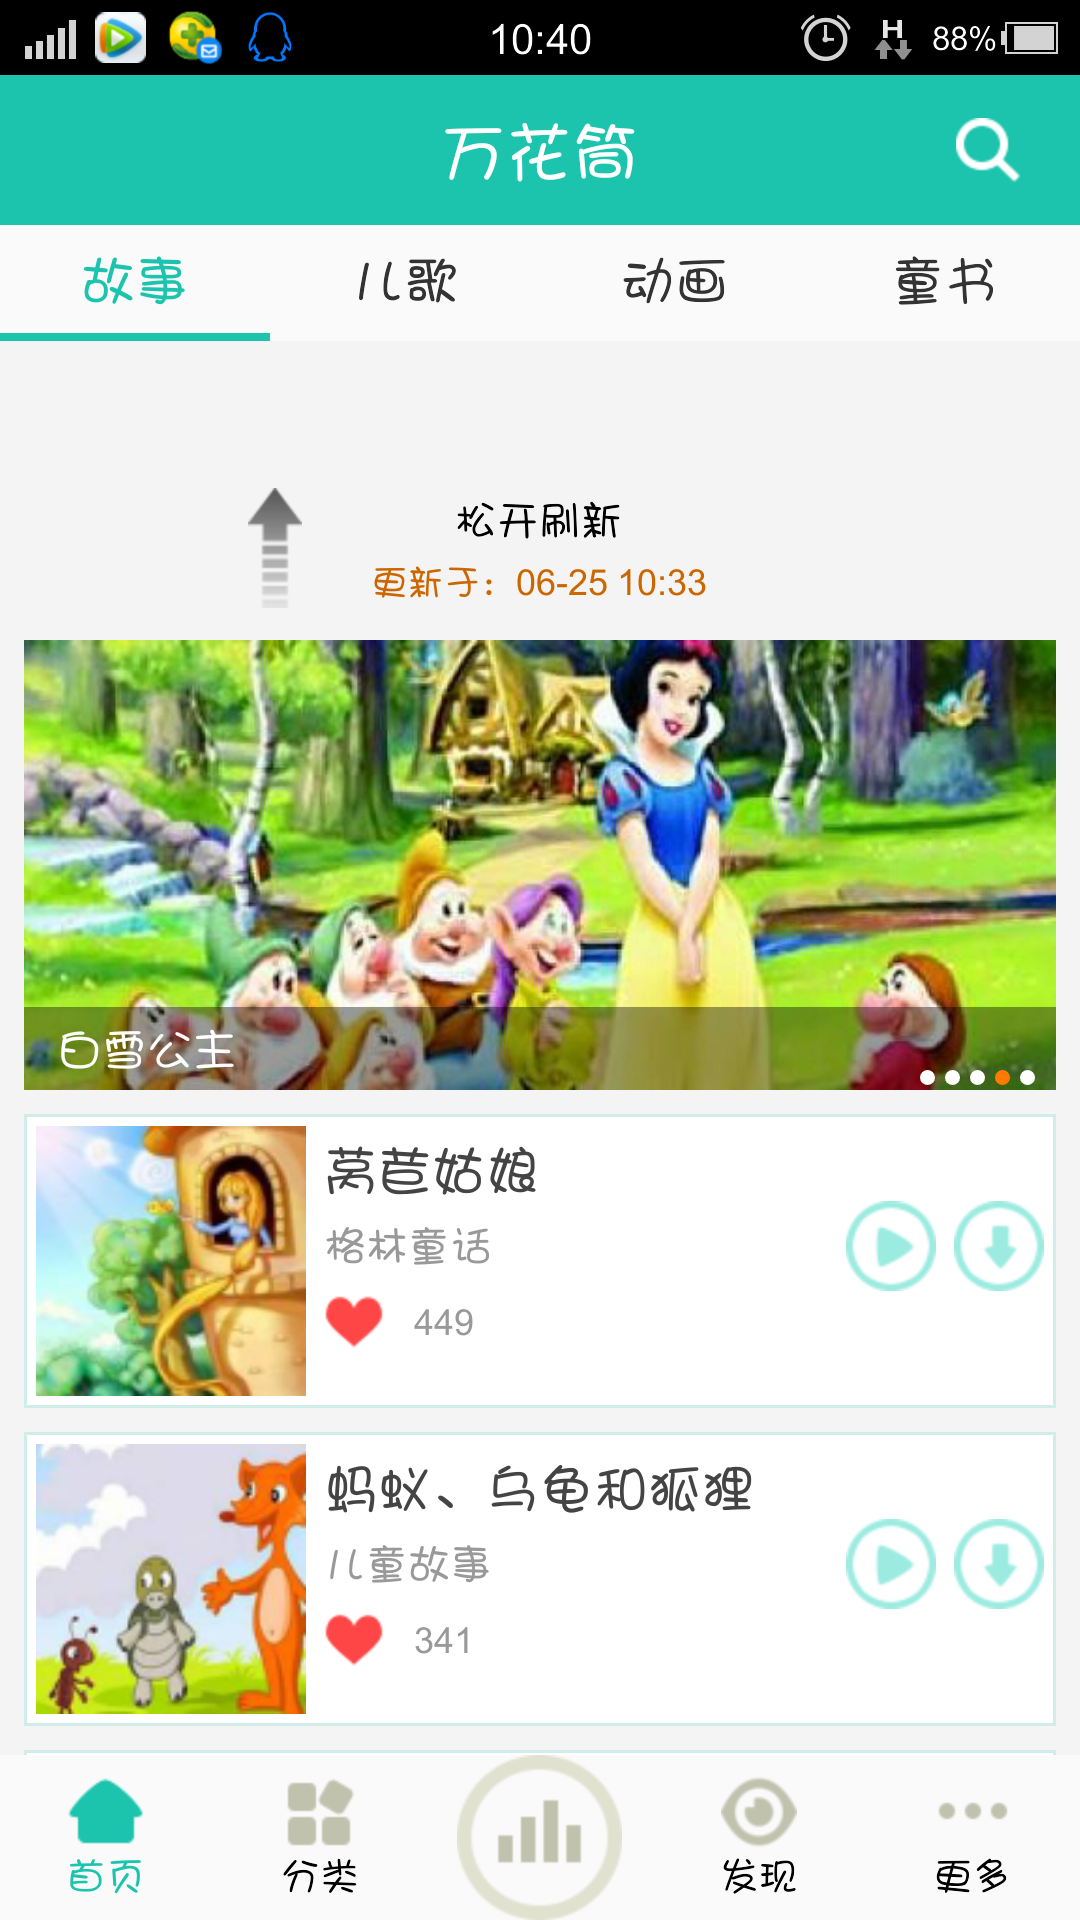 10:40
H
88%
万花筒
故事
儿歌
动画
童书
松开刷新
更新于：06-25 10:33
白雪公主
莴苣姑娘
格林童话
449
蚂蚁、乌龟和狐狸
儿童故事
341
首页
分类
发现
更多